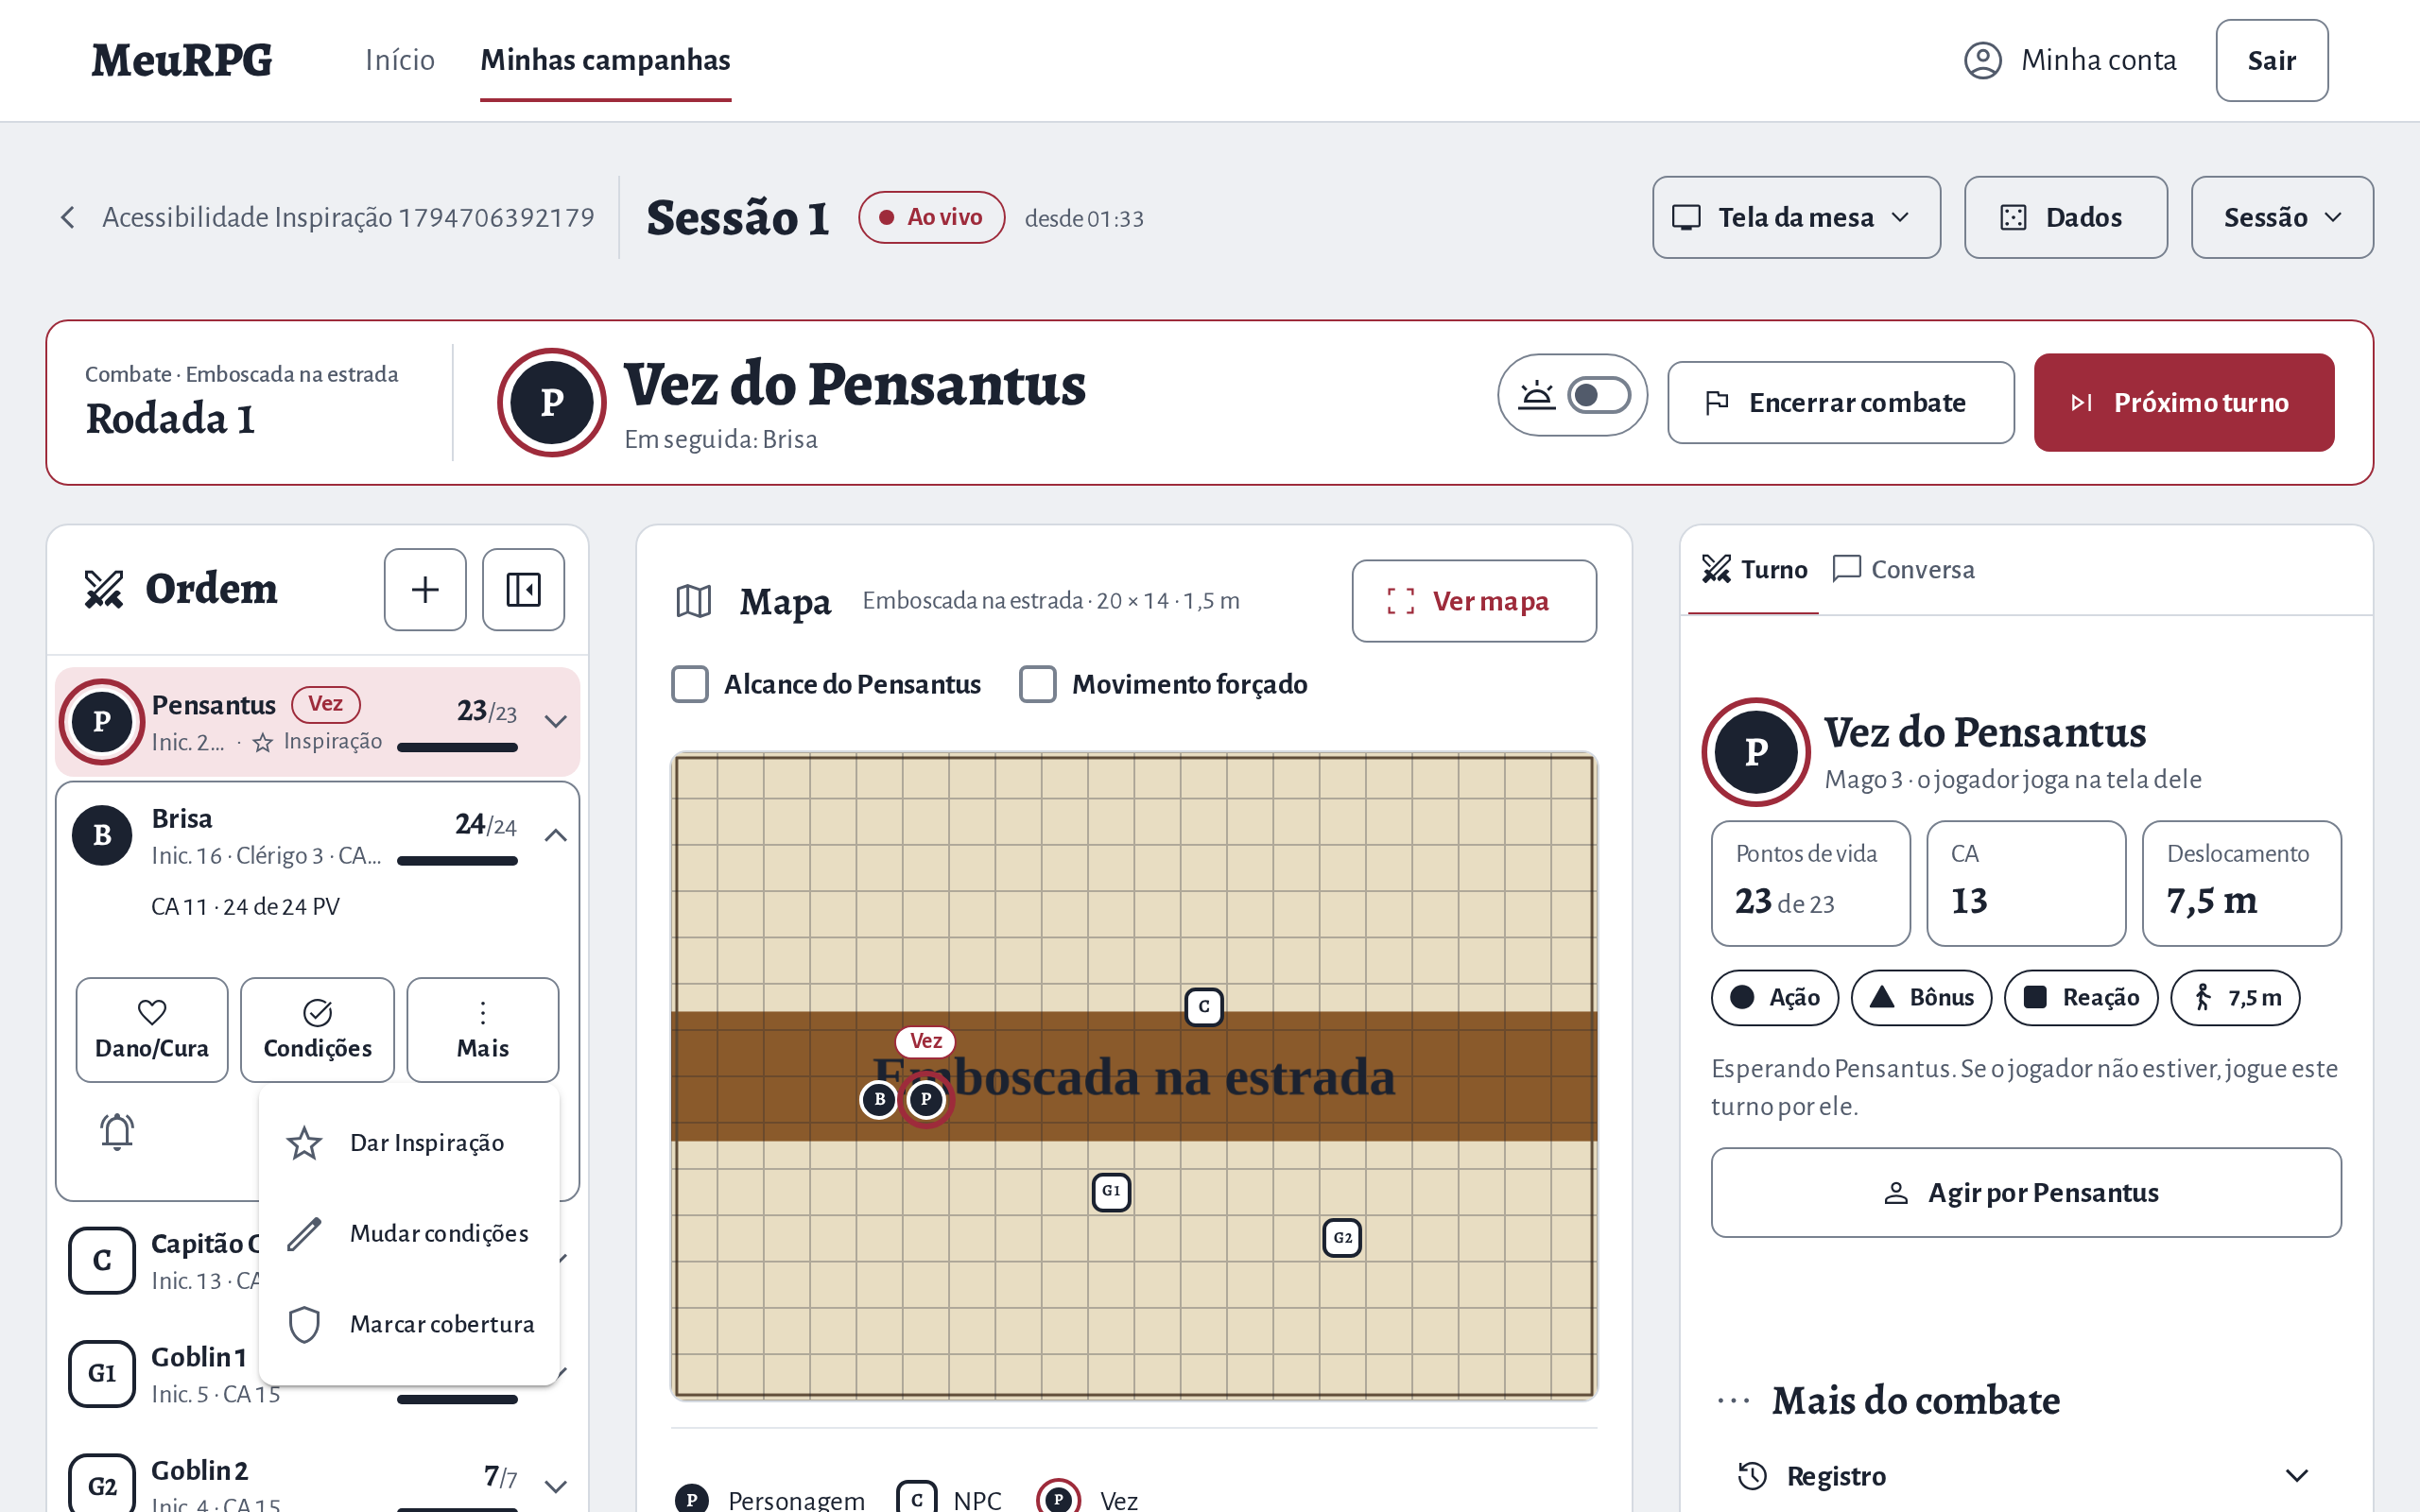 MeuRPG
Início
Minhas campanhas
Minha conta
Sair
Acessibilidade Inspiração 1794706392179
Sessão 1
Ao vivo
desde 01:33
Tela da mesa
Dados
Sessão
Combate · Emboscada na estrada
Rodada 1
P
Vez do Pensantus
Em seguida: Brisa
Encerrar combate
Próximo turno
Ordem
P
Pensantus
Vez
23/23
Inic. 2... · Inspiração
B
Brisa
24/24
Inic. 16 · Clérigo 3 · CA...
CA 11 · 24 de 24 PV
Dano/Cura
Condições
Mais
Dar Inspiração
Mudar condições
Marcar cobertura
C
Capitão
Inic. 13 · CA
G1
Goblin 1
Inic. 5 · CA 15
G2
Goblin 2
7/7
Inic. 4 · CA 15
Mapa
Emboscada na estrada · 20 × 14 · 1,5 m
Ver mapa
Alcance do Pensantus
Movimento forçado
C
Vez
Emboscada na estrada
B
P
G1
G2
P
Personagem
C
NPC
P
Vez
Turno
Conversa
P
Vez do Pensantus
Mago 3 · o jogador joga na tela dele
Pontos de vida
23 de 23
CA
13
Deslocamento
7,5 m
Ação
Bônus
Reação
7,5 m
Esperando Pensantus. Se o jogador não estiver, jogue este
turno por ele.
Agir por Pensantus
Mais do combate
Registro